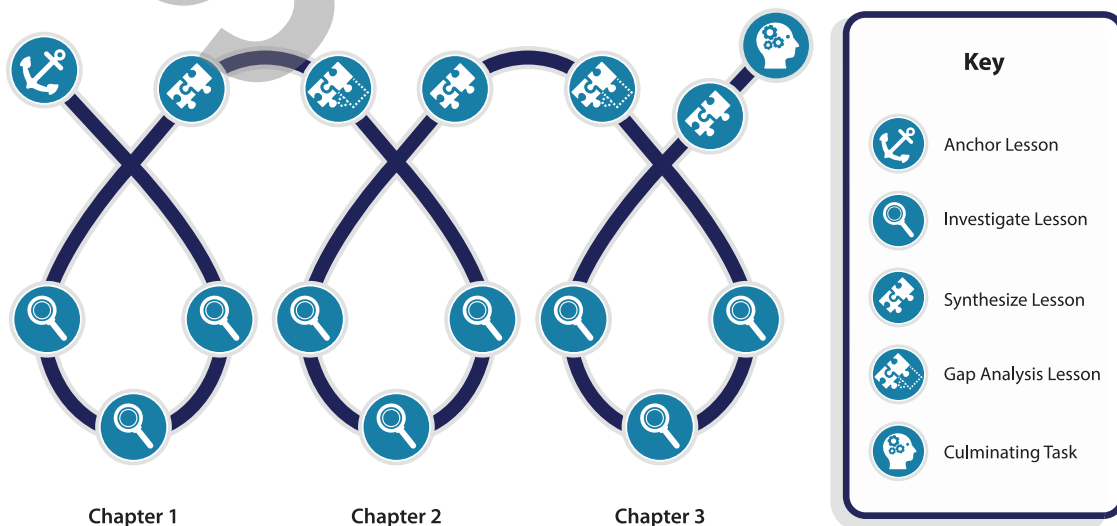 Key
Anchor Lesson
Investigate Lesson
Synthesize Lesson
Gap Analysis Lesson
Culminating Task
Chapter 1
Chapter 2
Chapter 3